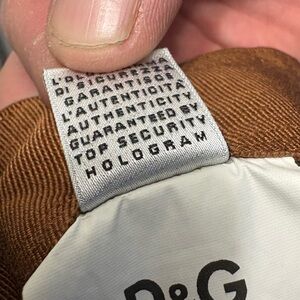 DI SICUREZZA
GARANTISCE
L'AUTENTICITA'
AUTHENTICITY
GUARANTEED BY
TOP SECURITY
HOLOGRAM
D&G